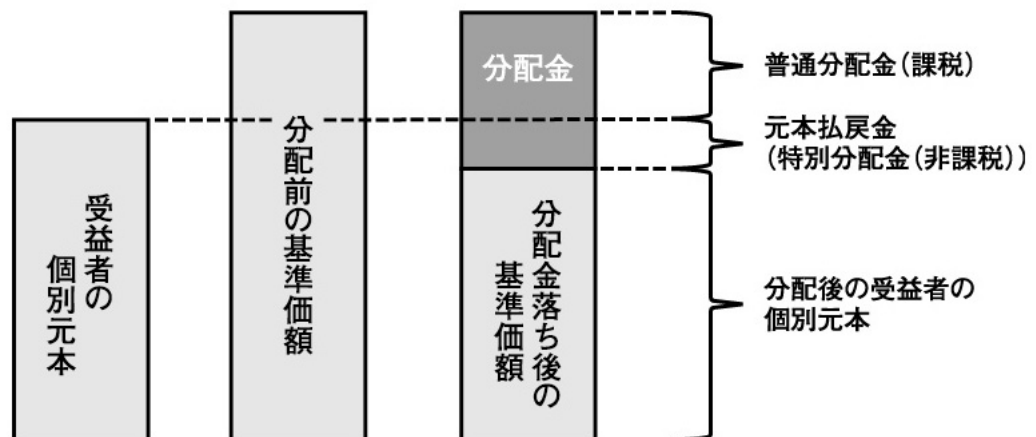 受益者の
個別元本
分配前の基準価額
分配金
分配金落ち後の
基準価額
普通分配金(課税)
元本払戻金
(特別分配金(非課税))
分配後の受益者の
個別元本